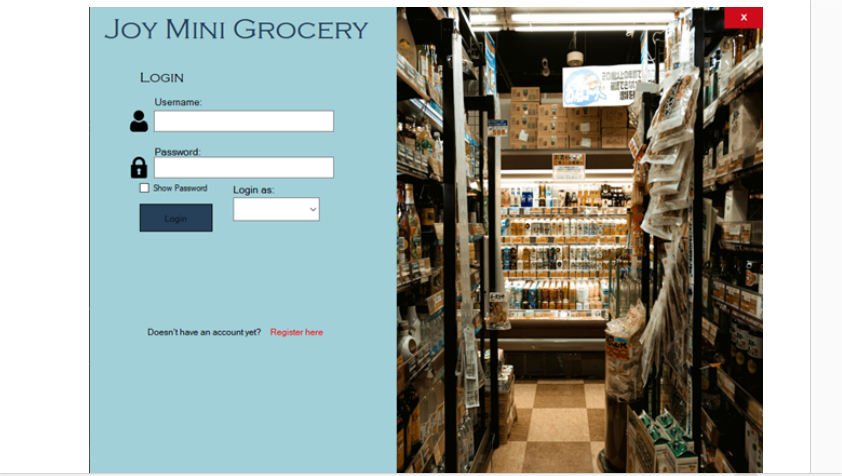 Joy Mini Grocery
X
Login
Username:
Password:
Show Password
Login as:
Login
Doesn't have an account yet? Register here